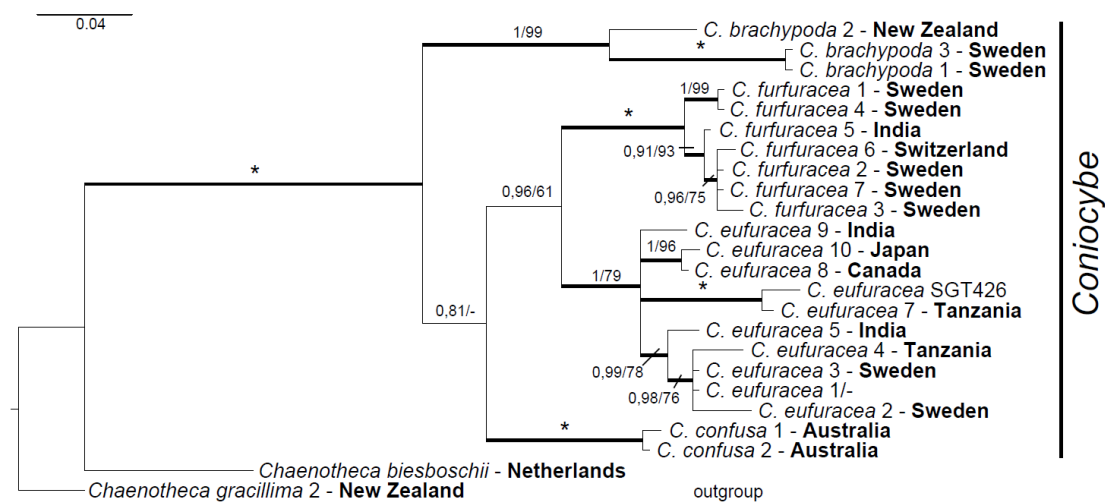 0.04
1/99
C. brachypoda 2 - New Zealand
*
C. brachypoda 3 - Sweden
C. brachypoda 1 - Sweden
1/99
C. furfuracea 1 - Sweden
C. furfuracea 4 - Sweden
*
C. furfuracea 5 - India
0,91/93
C. furfuracea 6 - Switzerland
C. furfuracea 2 - Sweden
0,96/75
C. furfuracea 7 - Sweden
C. furfuracea 3 - Sweden
*
0,96/61
C. eufuracea 9 - India
1/96
C. eufuracea 10 - Japan
C. eufuracea 8 - Canada
1/79
*
C. eufuracea SGT426
C. eufuracea 7 - Tanzania
0,81/-
C. eufuracea 5 - India
0,99/78
C. eufuracea 4 - Tanzania
C. eufuracea 3 - Sweden
0,98/76
C. eufuracea 1/-
C. eufuracea 2 - Sweden
*
C. confusa 1 - Australia
C. confusa 2 - Australia
Coniocybe
Chaenotheca biesboschii - Netherlands
Chaenotheca gracillima 2 - New Zealand
outgroup